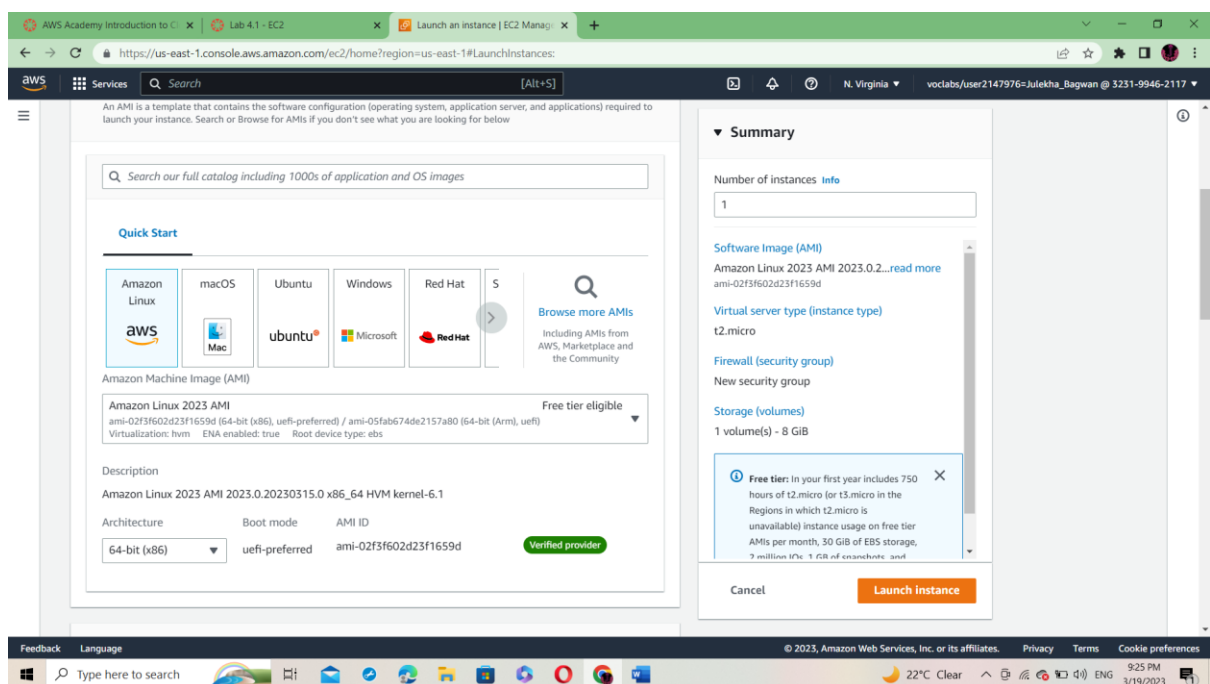 AWS Academy Introduction to Cl
Lab 4.1 - EC2
Launch an instance | EC2 Manage
https://us-east-1.console.aws.amazon.com/ec2/home?region=us-east-1#LaunchInstances:
aws
Services
Search
[Alt+S]
N. Virginia
voclabs/user2147976=Julekha_Bagwan @ 3231-9946-2117
An AMI is a template that contains the software configuration (operating system, application server, and applications) required to
launch your instance. Search or Browse for AMIs if you don't see what you are looking for
below
Search our full catalog including 1000s of application and OS images
Quick Start
Amazon
Linux
aws
macOS
Mac
Ubuntu
ubuntu
Windows
Microsoft
Red Hat
Red Hat
S
Browse more AMIs
Including AMIs from
AWS, Marketplace and
the Community
Amazon Machine Image (AMI)
Amazon Linux 2023 AMI
Free tier eligible
ami-02f3f602d23f1659d (64-bit (x86), uefi-preferred) / ami-05fab674de2157a80 (64-bit (Arm), uefi)
Virtualization: hvm ENA enabled: true Root device type: ebs
Description
Amazon Linux 2023 AMI 2023.0.20230315.0 x86_64 HVM kernel-6.1
Architecture
Boot mode
AMI ID
64-bit (x86)
uefi-preferred
ami-02f3f602d23f1659d
Verified provider
Summary
Number of instances Info
1
Software Image (AMI)
Amazon Linux 2023 AMI 2023.0.2...read more
ami-02f3f602d23f1659d
Virtual server type (instance type)
t2.micro
Firewall (security group)
New security group
Storage (volumes)
1 volume(s) - 8 GiB
Free tier: In your first year includes 750
hours of t2.micro (or t3.micro in the
Regions in which t2.micro is
unavailable) instance usage on free tier
AMIs per month, 30 GiB of EBS storage,
2 million IOs, 1 GB of snapshots, and
Cancel
Launch instance
Feedback
Language
© 2023, Amazon Web Services, Inc. or its affiliates.
Privacy
Terms
Cookie preferences
Type here to search
22°C Clear
ENG
9:25 PM
3/19/2023